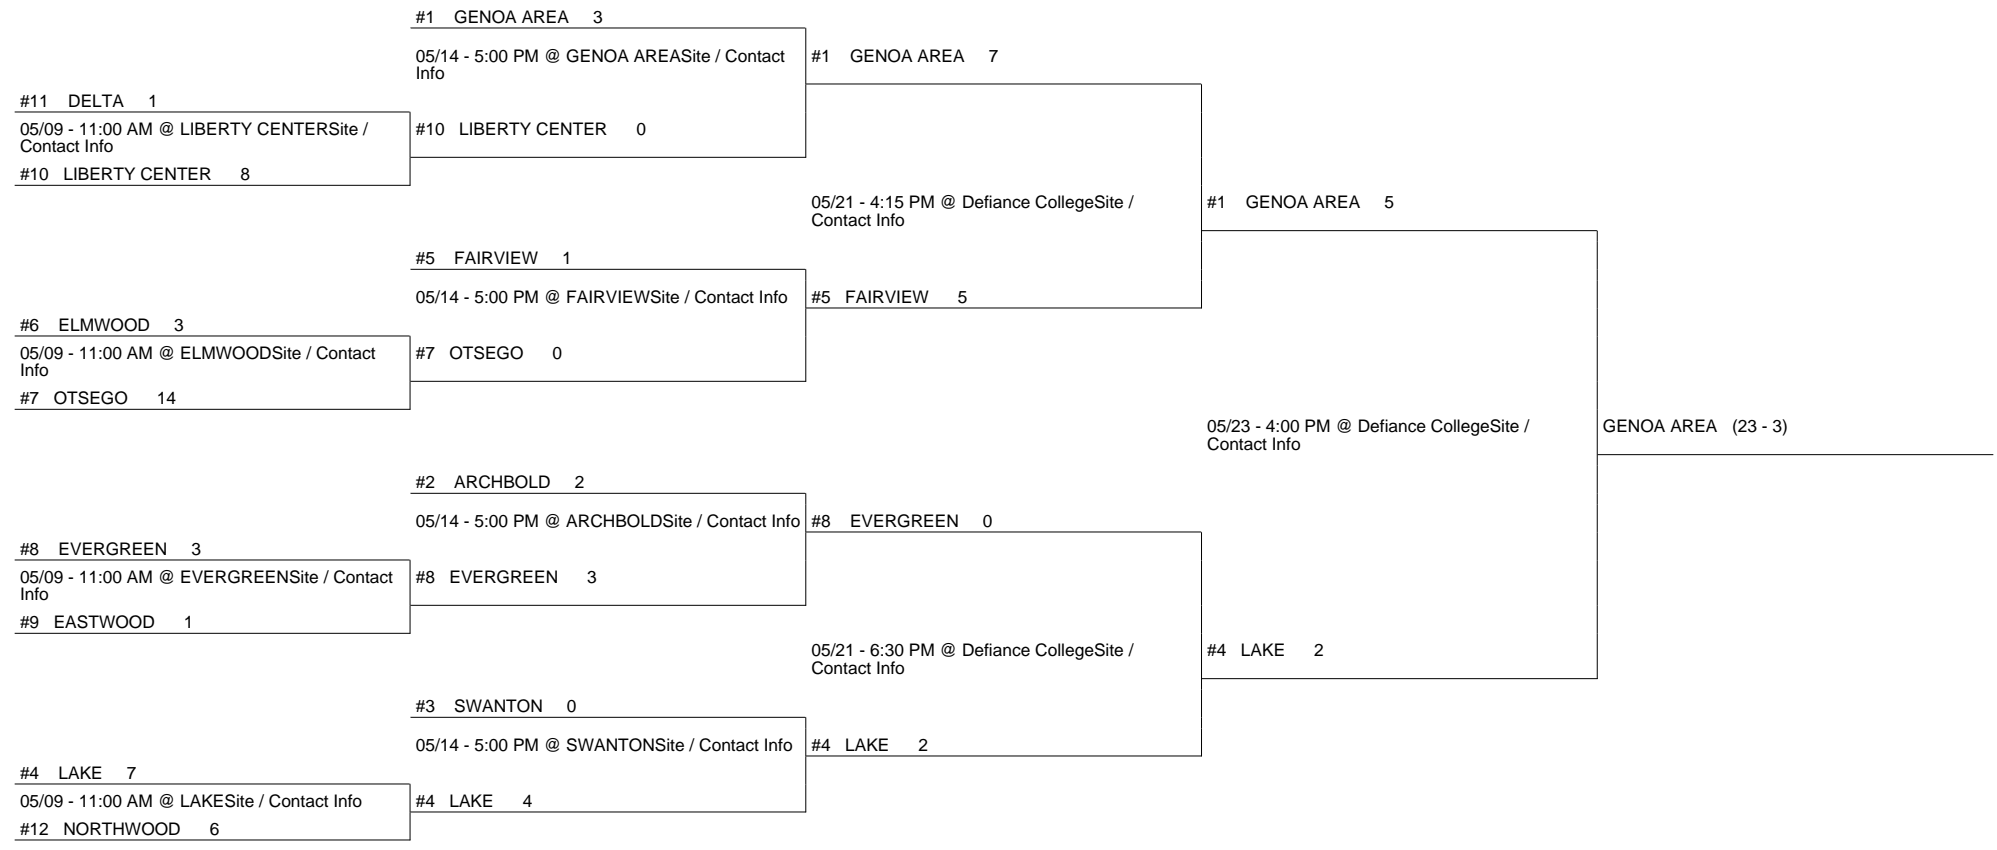 #1 GENOA AREA 3
05/14 - 5:00 PM @ GENOA AREASite / Contact
Info
#1 GENOA AREA 7
#11 DELTA 1
05/09 - 11:00 AM @ LIBERTY CENTERSite /
Contact Info
#10 LIBERTY CENTER 0
#10 LIBERTY CENTER 8
05/21 - 4:15 PM @ Defiance CollegeSite /
Contact Info
#1 GENOA AREA 5
#5 FAIRVIEW 1
05/14 - 5:00 PM @ FAIRVIEWSite / Contact Info
#5 FAIRVIEW 5
#6 ELMWOOD 3
05/09 - 11:00 AM @ ELMWOODSite / Contact
Info
#7 OTSEGO 0
#7 OTSEGO 14
05/23 - 4:00 PM @ Defiance CollegeSite /
Contact Info
GENOA AREA (23 - 3)
#2 ARCHBOLD 2
05/14 - 5:00 PM @ ARCHBOLDSite / Contact Info
#8 EVERGREEN 0
#8 EVERGREEN 3
05/09 - 11:00 AM @ EVERGREENSite / Contact
Info
#8 EVERGREEN 3
#9 EASTWOOD 1
05/21 - 6:30 PM @ Defiance CollegeSite /
Contact Info
#4 LAKE 2
#3 SWANTON 0
05/14 - 5:00 PM @ SWANTONSite / Contact Info
#4 LAKE 2
#4 LAKE 7
05/09 - 11:00 AM @ LAKESite / Contact Info
#4 LAKE 4
#12 NORTHWOOD 6